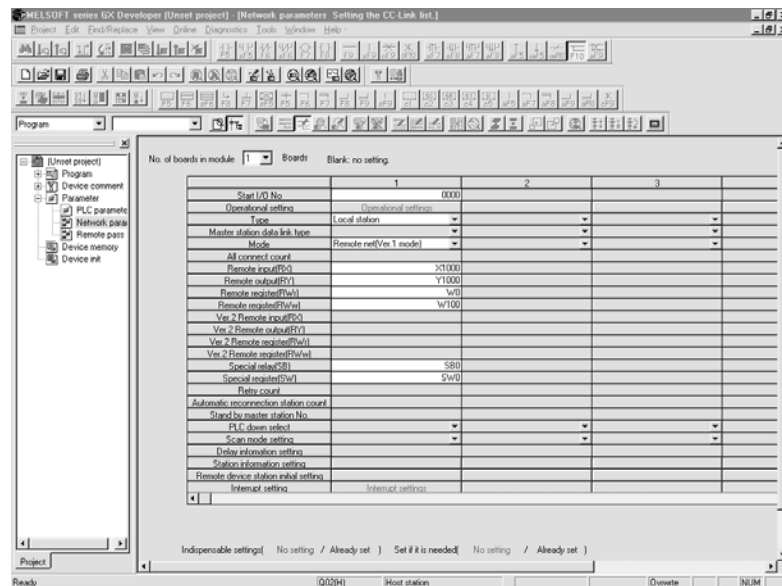 MELSOFT series GX Developer [Unset project] - [Network parameters Setting the CC-Link list.]
Project Edit Find/Replace View Online Diagnostics Tools Window Help
Program
No. of boards in module 1 Boards Blank: no setting.
[Unset project]
Program
Device comment
Parameter
PLC paramete
Network parai
Remote pass
Device memory
Device init
1 2 3
Start I/O No 0000
Operational setting Operational settings
Type Local station
Master station data link type
Mode Remote net(Ver.1 mode)
All connect count
Remote input(RX) X1000
Remote output(RY) Y1000
Remote register(RWr) W0
Remote register(RWw) W100
Ver.2 Remote input(RX)
Ver.2 Remote output(RY)
Ver.2 Remote register(RWr)
Ver.2 Remote register(RWw)
Special relay(SB) SB0
Special register(SW) SW0
Retry count
Automatic reconnection station count
Stand by master station No.
PLC down select
Scan mode setting
Delay infomation setting
Station infomation setting
Remote device station initial setting
Interrupt setting Interrupt settings
Indispensable settings( No setting / Already set ) Set if it is needed( No setting / Already set )
Project
Ready Q02(H) Host station Ovrwrte NUM